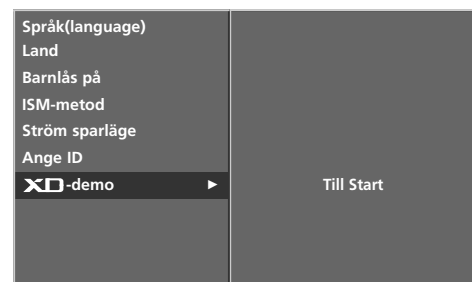 Språk(language)
Land
Barnlås på
ISM-metod
Ström sparläge
Ange ID
XD-demo ►
Till Start